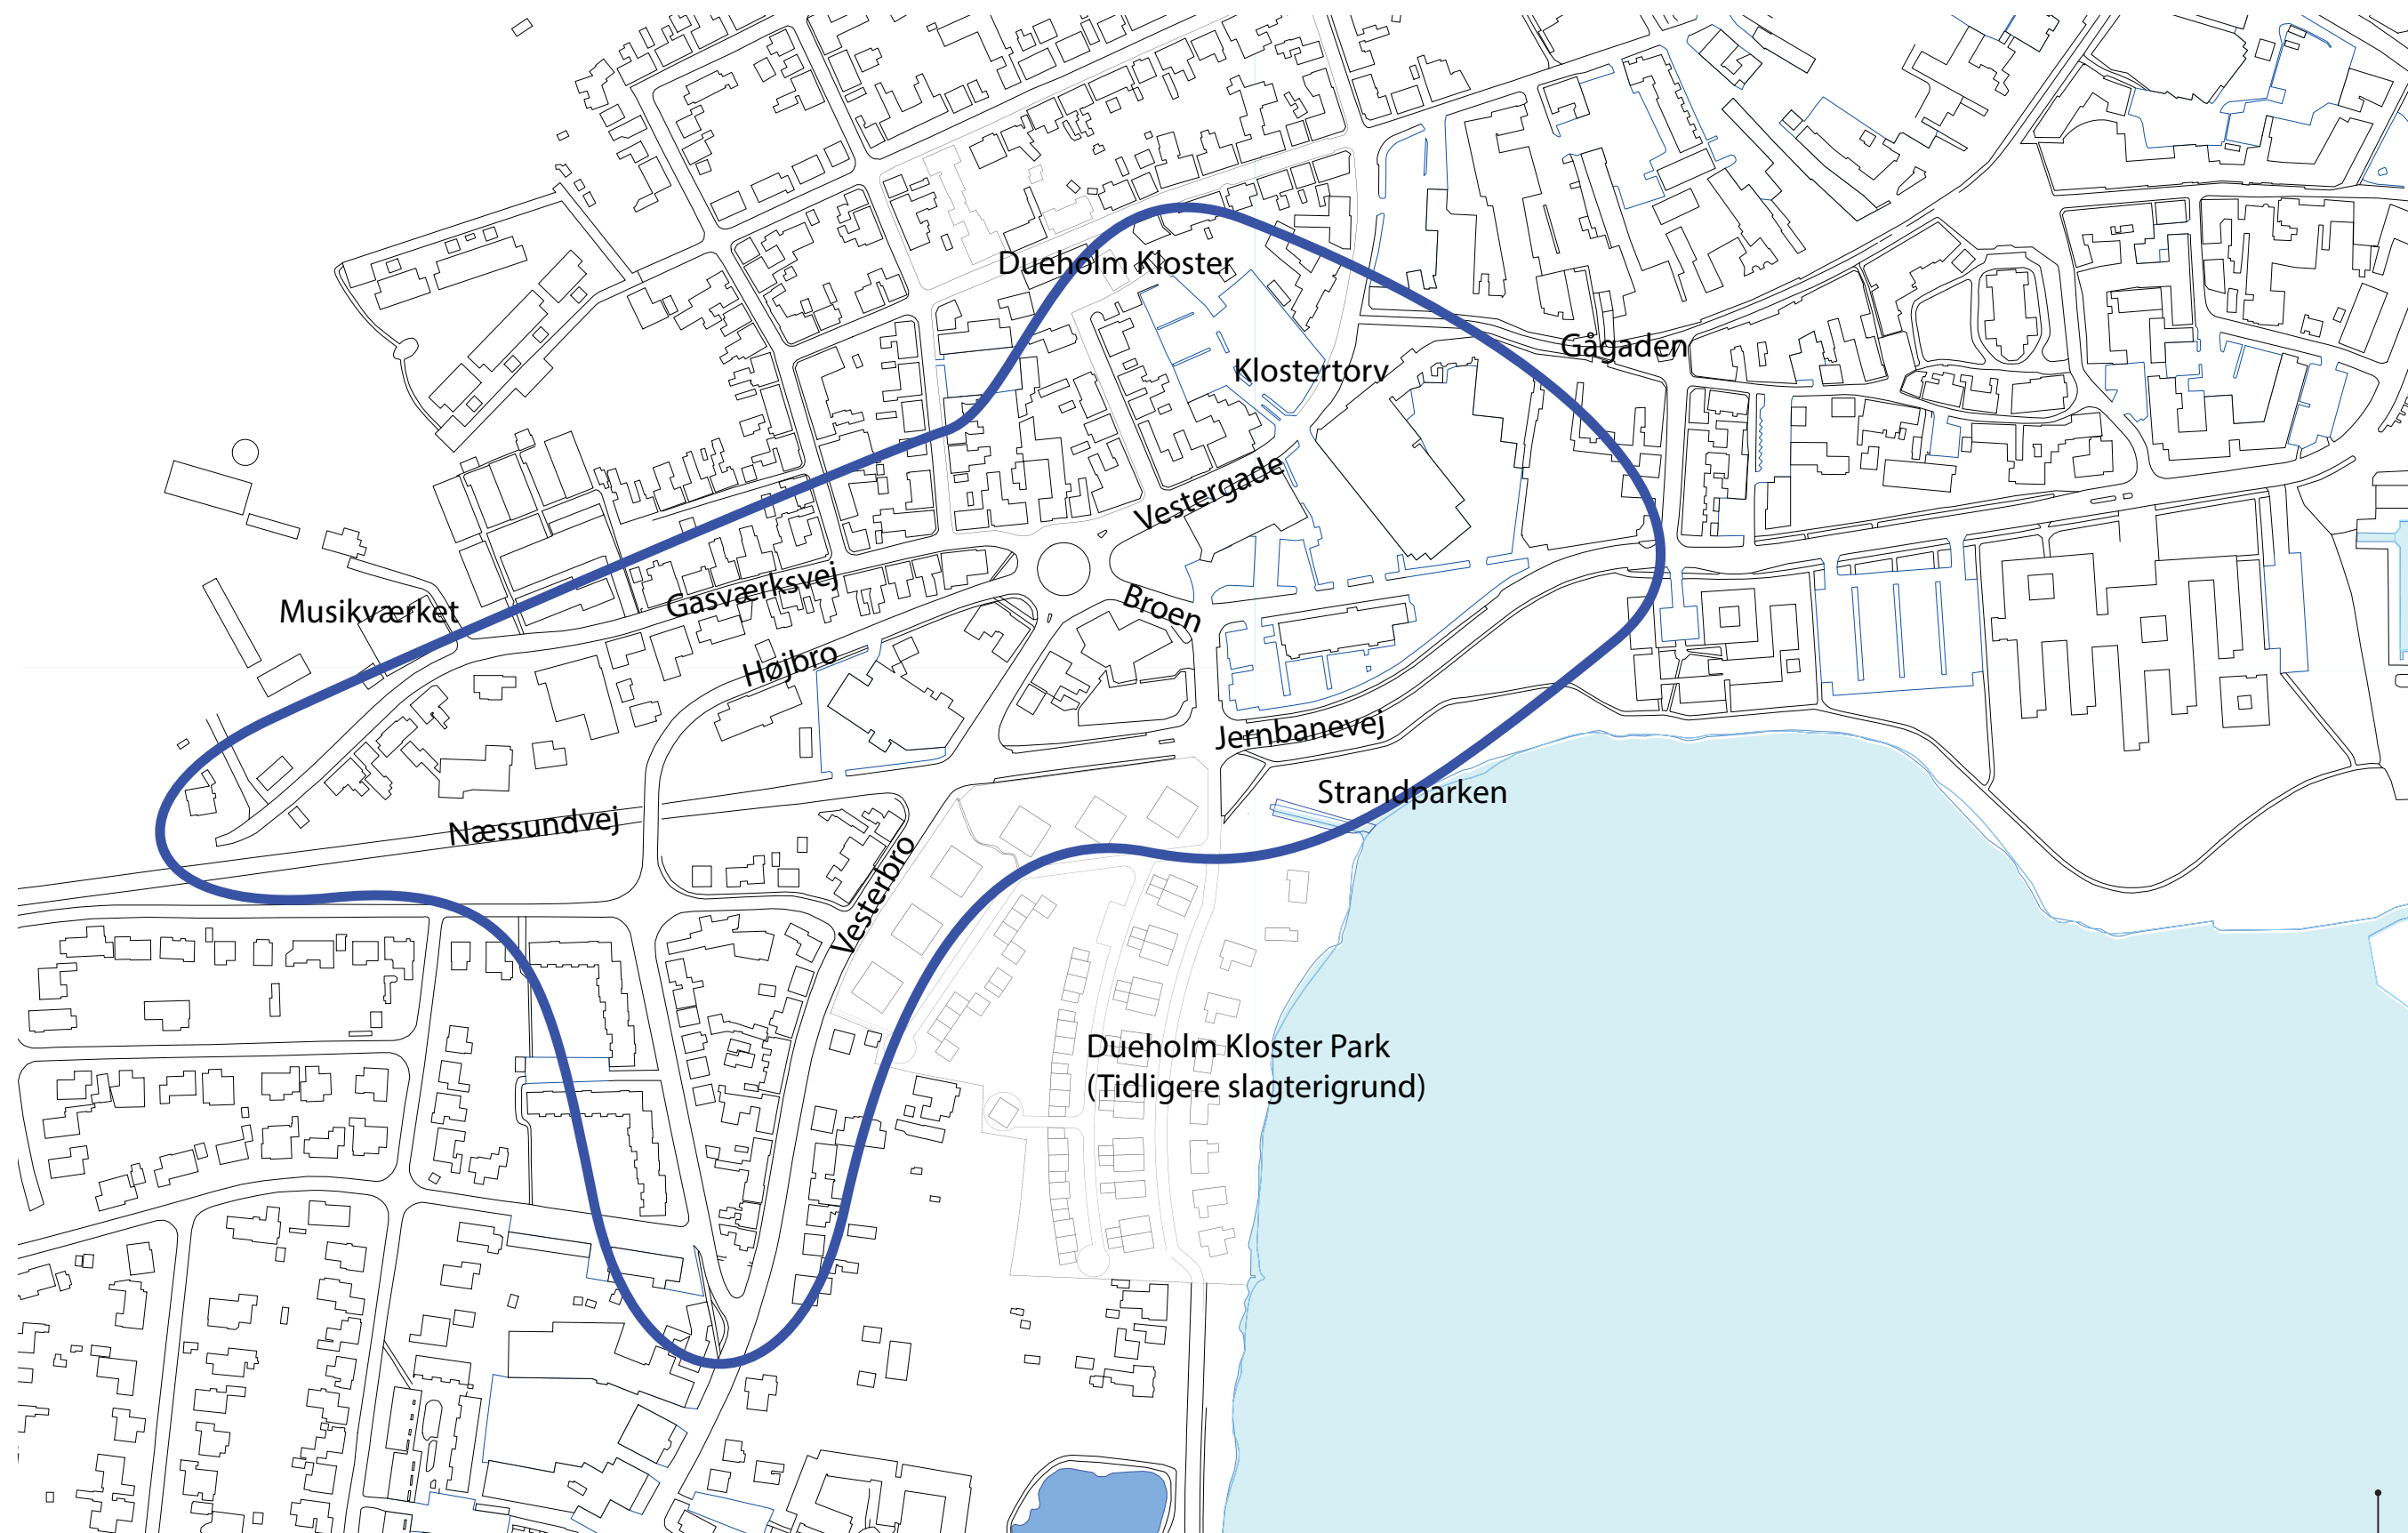 Dueholm Kloster
Gågaden
Klostertorv
Vestergade
Gasværksvej
Musikværket
Broen
Højbro
Jernbanevej
Strandparken
Næssundvej
Vesterbro
Dueholm Kloster Park
(Tidligere slagterigrund)